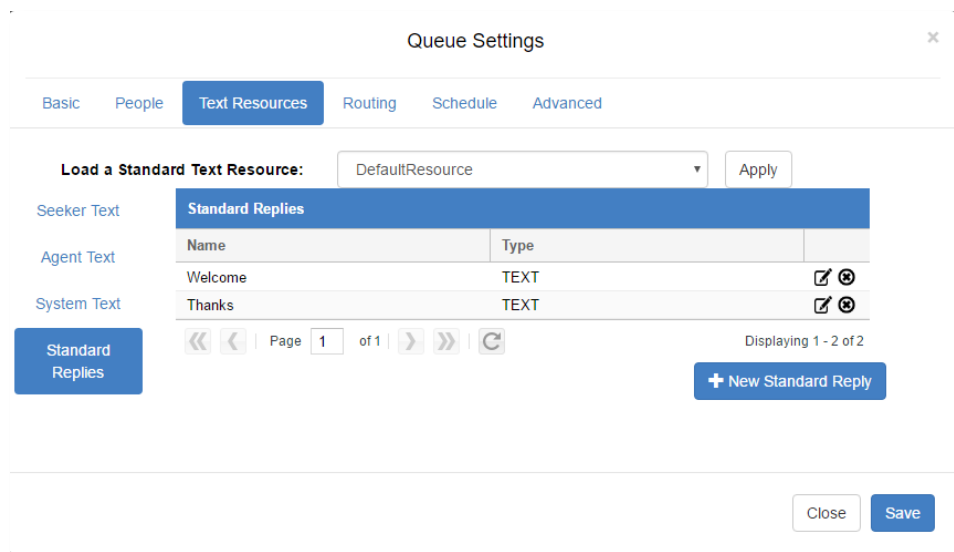 Queue Settings ×
Basic People Text Resources Routing Schedule Advanced
Load a Standard Text Resource: DefaultResource Apply
Seeker Text
Agent Text
System Text
Standard
Replies
Standard Replies
Name Type
Welcome TEXT
Thanks TEXT
Page 1 of 1 Displaying 1 - 2 of 2
New Standard Reply
Close Save